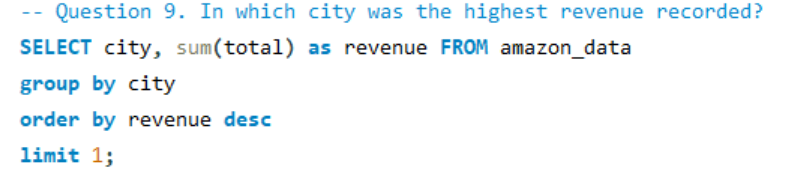 -- Question 9. In which city was the highest revenue recorded?
SELECT city, sum(total) as revenue FROM amazon_data
group by city
order by revenue desc
limit 1;